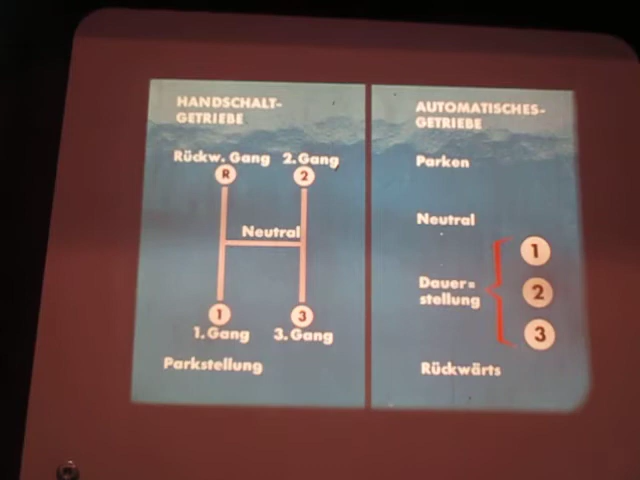 HANDSCHALT-
GETRIEBE
Rückw. Gang 2.Gang
R 2
Neutral
1 3
1.Gang 3.Gang
Parkstellung
AUTOMATISCHES-
GETRIEBE
Parken
Neutral
1
Dauer=
stellung
2
3
Rückwärts